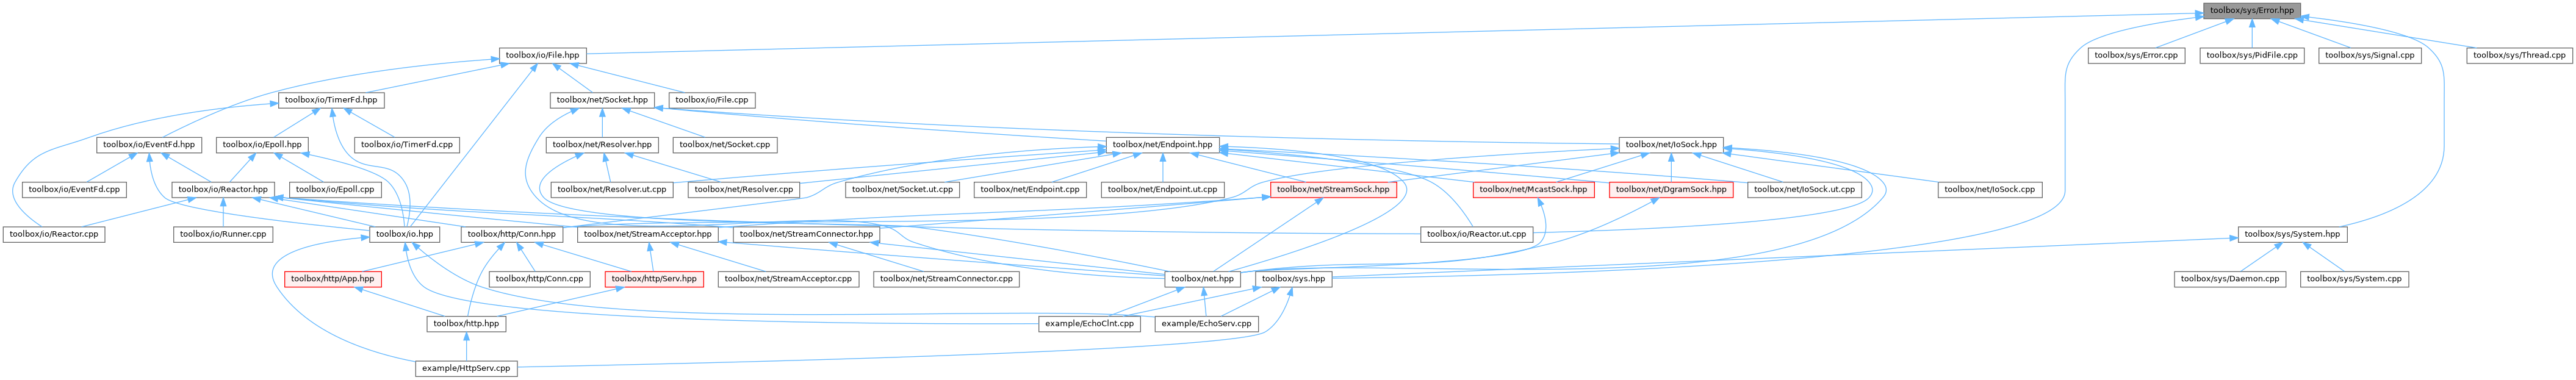 toolbox/sys/Error.hpp
toolbox/io/File.hpp
toolbox/sys/Error.cpp
toolbox/sys/PidFile.cpp
toolbox/sys/Signal.cpp
toolbox/sys/Thread.cpp
toolbox/io/TimerFd.hpp
toolbox/net/Socket.hpp
toolbox/io/File.cpp
toolbox/io/EventFd.hpp
toolbox/io/Epoll.hpp
toolbox/io/TimerFd.cpp
toolbox/net/Resolver.hpp
toolbox/net/Socket.cpp
toolbox/net/Endpoint.hpp
toolbox/net/IoSock.hpp
toolbox/io/EventFd.cpp
toolbox/io/Reactor.hpp
toolbox/io/Epoll.cpp
toolbox/net/Resolver.ut.cpp
toolbox/net/Resolver.cpp
toolbox/net/Socket.ut.cpp
toolbox/net/Endpoint.cpp
toolbox/net/Endpoint.ut.cpp
toolbox/net/StreamSock.hpp
toolbox/net/McastSock.hpp
toolbox/net/DgramSock.hpp
toolbox/net/IoSock.ut.cpp
toolbox/net/IoSock.cpp
toolbox/io/Reactor.cpp
toolbox/io/Runner.cpp
toolbox/io.hpp
toolbox/http/Conn.hpp
toolbox/net/StreamAcceptor.hpp
toolbox/net/StreamConnector.hpp
toolbox/io/Reactor.ut.cpp
toolbox/sys/System.hpp
toolbox/http/App.hpp
toolbox/http/Conn.cpp
toolbox/http/Serv.hpp
toolbox/net/StreamAcceptor.cpp
toolbox/net/StreamConnector.cpp
toolbox/net.hpp
toolbox/sys.hpp
toolbox/sys/Daemon.cpp
toolbox/sys/System.cpp
toolbox/http.hpp
example/EchoClnt.cpp
example/EchoServ.cpp
example/HttpServ.cpp